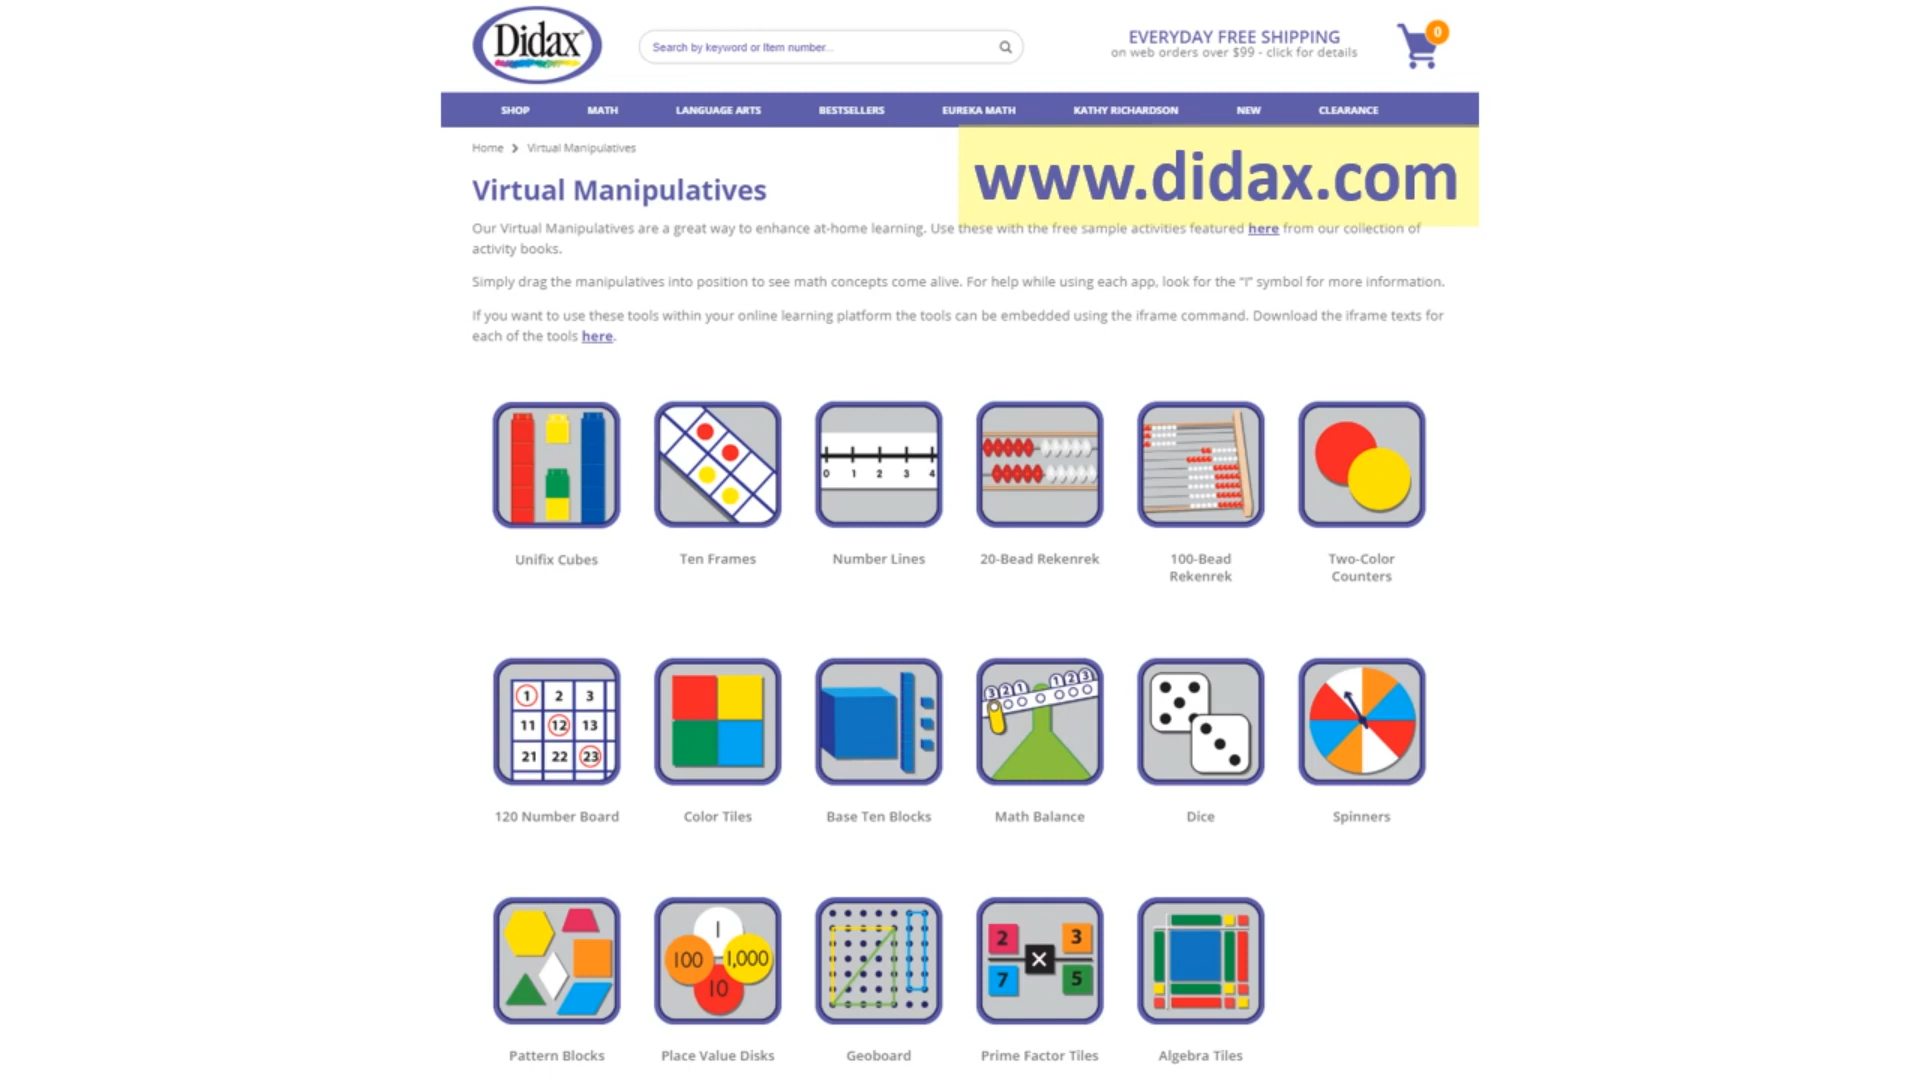 Didax
Search by keyword or Item number...
EVERYDAY FREE SHIPPING
on web orders over $99 - click for details
0
SHOP MATH LANGUAGE ARTS BESTSELLERS EUREKA MATH KATHY RICHARDSON NEW CLEARANCE
Home > Virtual Manipulatives
www.didax.com
Virtual Manipulatives
Our Virtual Manipulatives are a great way to enhance at-home learning. Use these with the free sample activities featured here from our collection of
activity books.
Simply drag the manipulatives into position to see math concepts come alive. For help while using each app, look for the "I" symbol for more information.
If you want to use these tools within your online learning platform the tools can be embedded using the iframe command. Download the iframe texts for
each of the tools here.
0 1 2 3 4
Unifix Cubes Ten Frames Number Lines 20-Bead Rekenrek 100-Bead Two-Color
Rekenrek Counters
1 2 3
11 12 13
21 22 23
3 2 1 1 2 3
120 Number Board Color Tiles Base Ten Blocks Math Balance Dice Spinners
1
100 1,000
10
2 3
×
7 5
Pattern Blocks Place Value Disks Geoboard Prime Factor Tiles Algebra Tiles